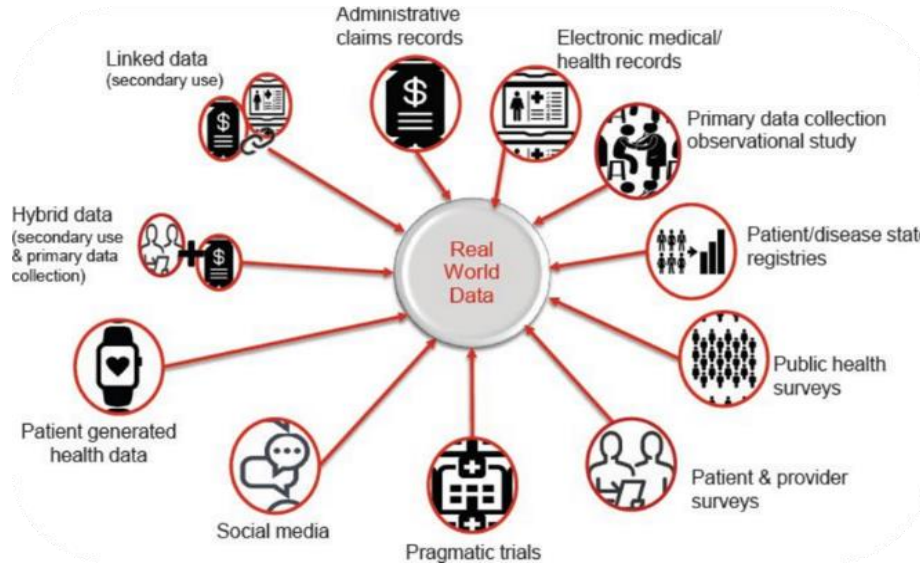 Administrative
claims records
Electronic medical/
health records
Linked data
(secondary use)
Primary data collection
observational study
Hybrid data
(secondary use
& primary data
collection)
Real
World
Data
Patient/disease stat
registries
Public health
surveys
Patient generated
health data
Patient & provider
surveys
Social media
Pragmatic trials